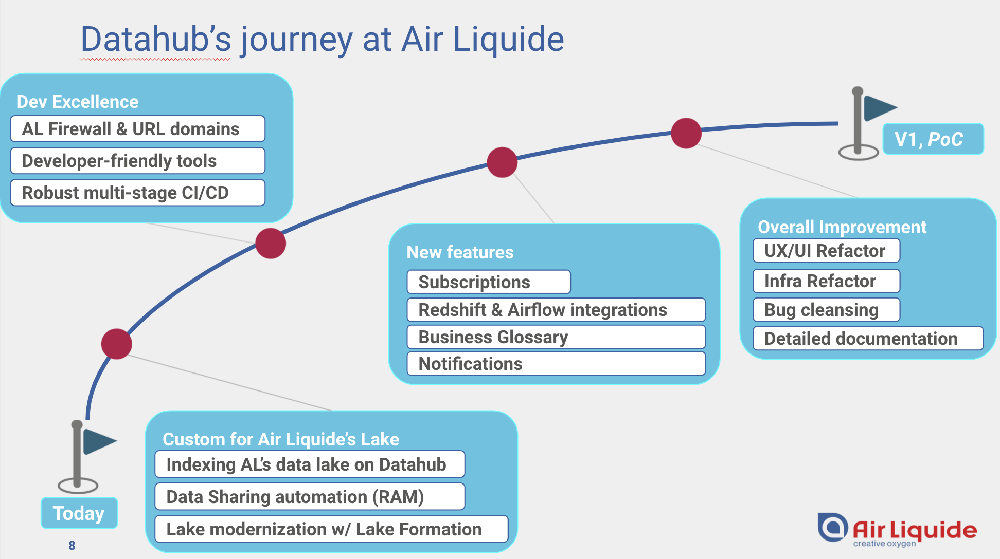 Datahub’s journey at Air Liquide
Dev Excellence
AL Firewall & URL domains
Developer-friendly tools
Robust multi-stage CI/CD
V1, PoC
Overall Improvement
UX/UI Refactor
Infra Refactor
Bug cleansing
Detailed documentation
New features
Subscriptions
Redshift & Airflow integrations
Business Glossary
Notifications
Custom for Air Liquide’s Lake
Indexing AL’s data lake on Datahub
Data Sharing automation (RAM)
Lake modernization w/ Lake Formation
Today
8
Air Liquide
creative oxygen